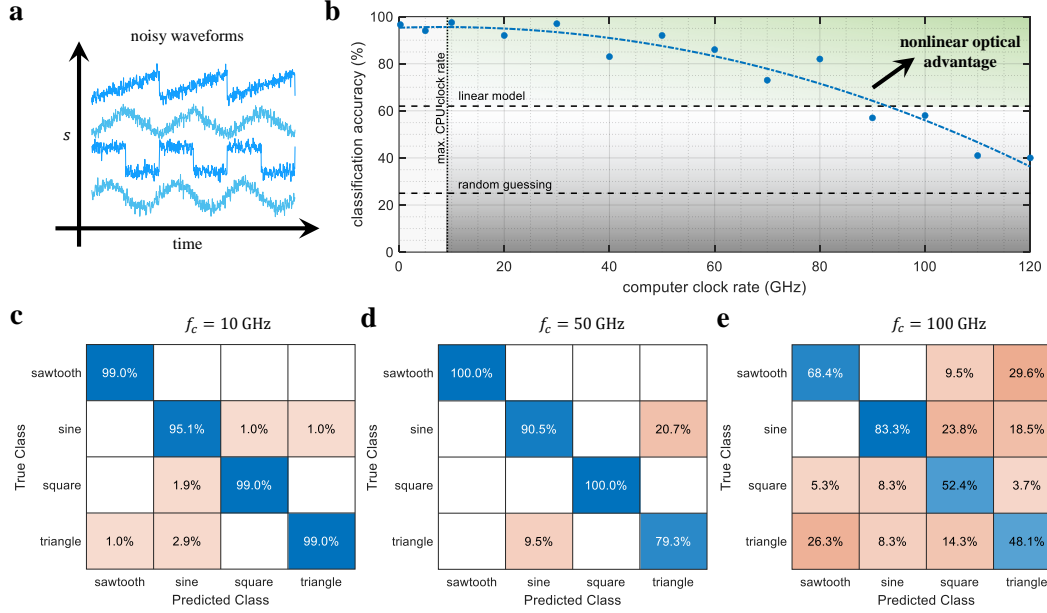 a
noisy waveforms
s
time
b
classification accuracy (%)
100
80
60
40
20
0
max. CPU clock rate
linear model
random guessing
nonlinear optical
advantage
0
20
40
60
80
100
120
computer clock rate (GHz)
c
f_c = 10 GHz
True Class
sawtooth
99.0%
sine
95.1%
1.0%
1.0%
square
1.9%
99.0%
triangle
1.0%
2.9%
99.0%
sawtooth
sine
square
triangle
Predicted Class
d
f_c = 50 GHz
True Class
sawtooth
100.0%
sine
90.5%
20.7%
square
100.0%
triangle
9.5%
79.3%
sawtooth
sine
square
triangle
Predicted Class
e
f_c = 100 GHz
True Class
sawtooth
68.4%
9.5%
29.6%
sine
83.3%
23.8%
18.5%
square
5.3%
8.3%
52.4%
3.7%
triangle
26.3%
8.3%
14.3%
48.1%
sawtooth
sine
square
triangle
Predicted Class